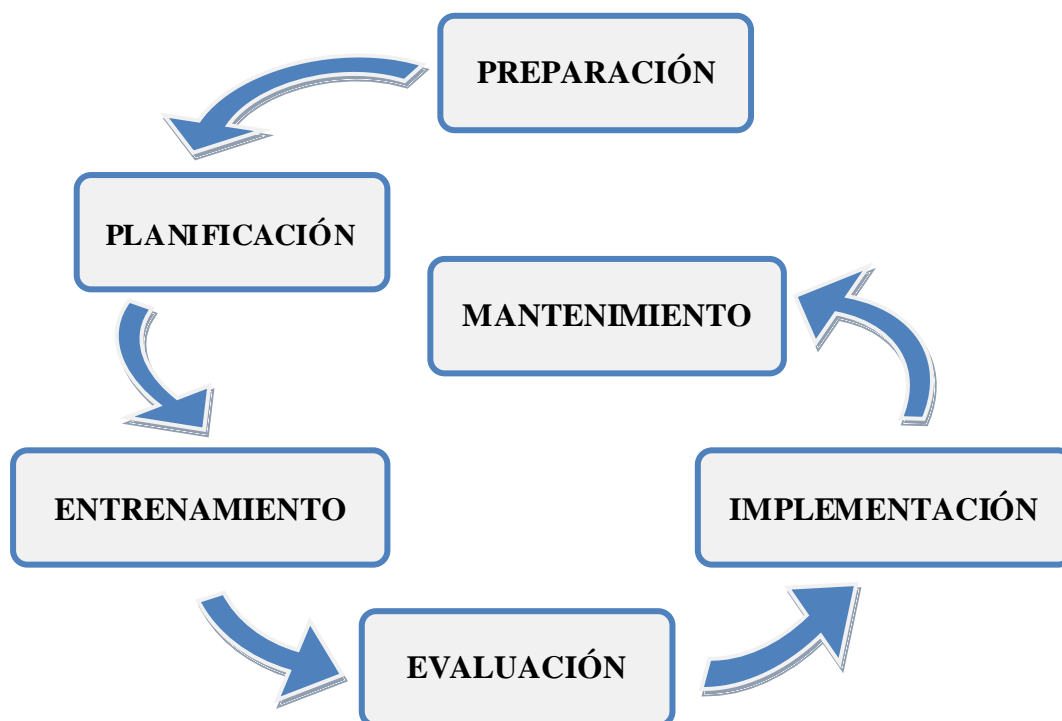 PREPARACIÓN
PLANIFICACIÓN
MANTENIMIENTO
ENTRENAMIENTO
IMPLEMENTACIÓN
EVALUACIÓN